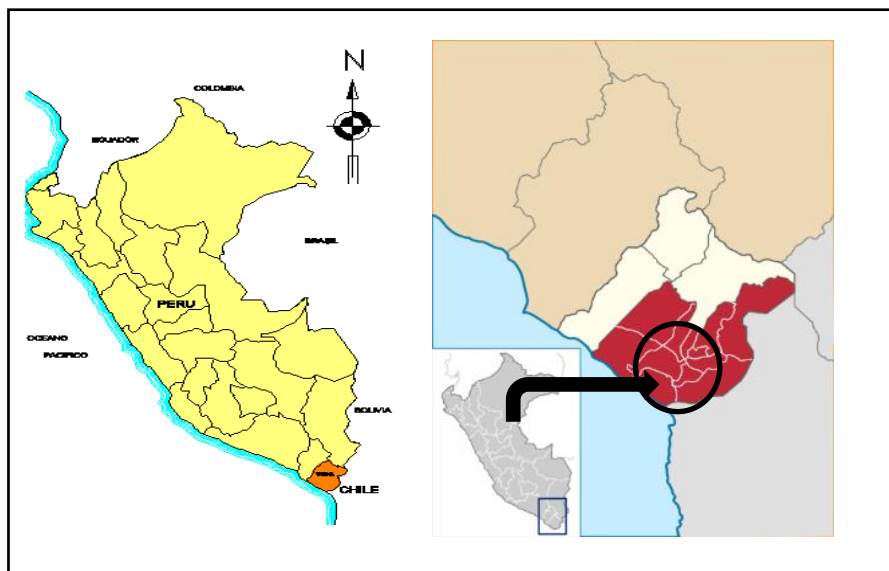 N
COLOMBIA
ECUADOR
BRASIL
PERU
OCEANO
PACIFICO
BOLIVIA
CHILE